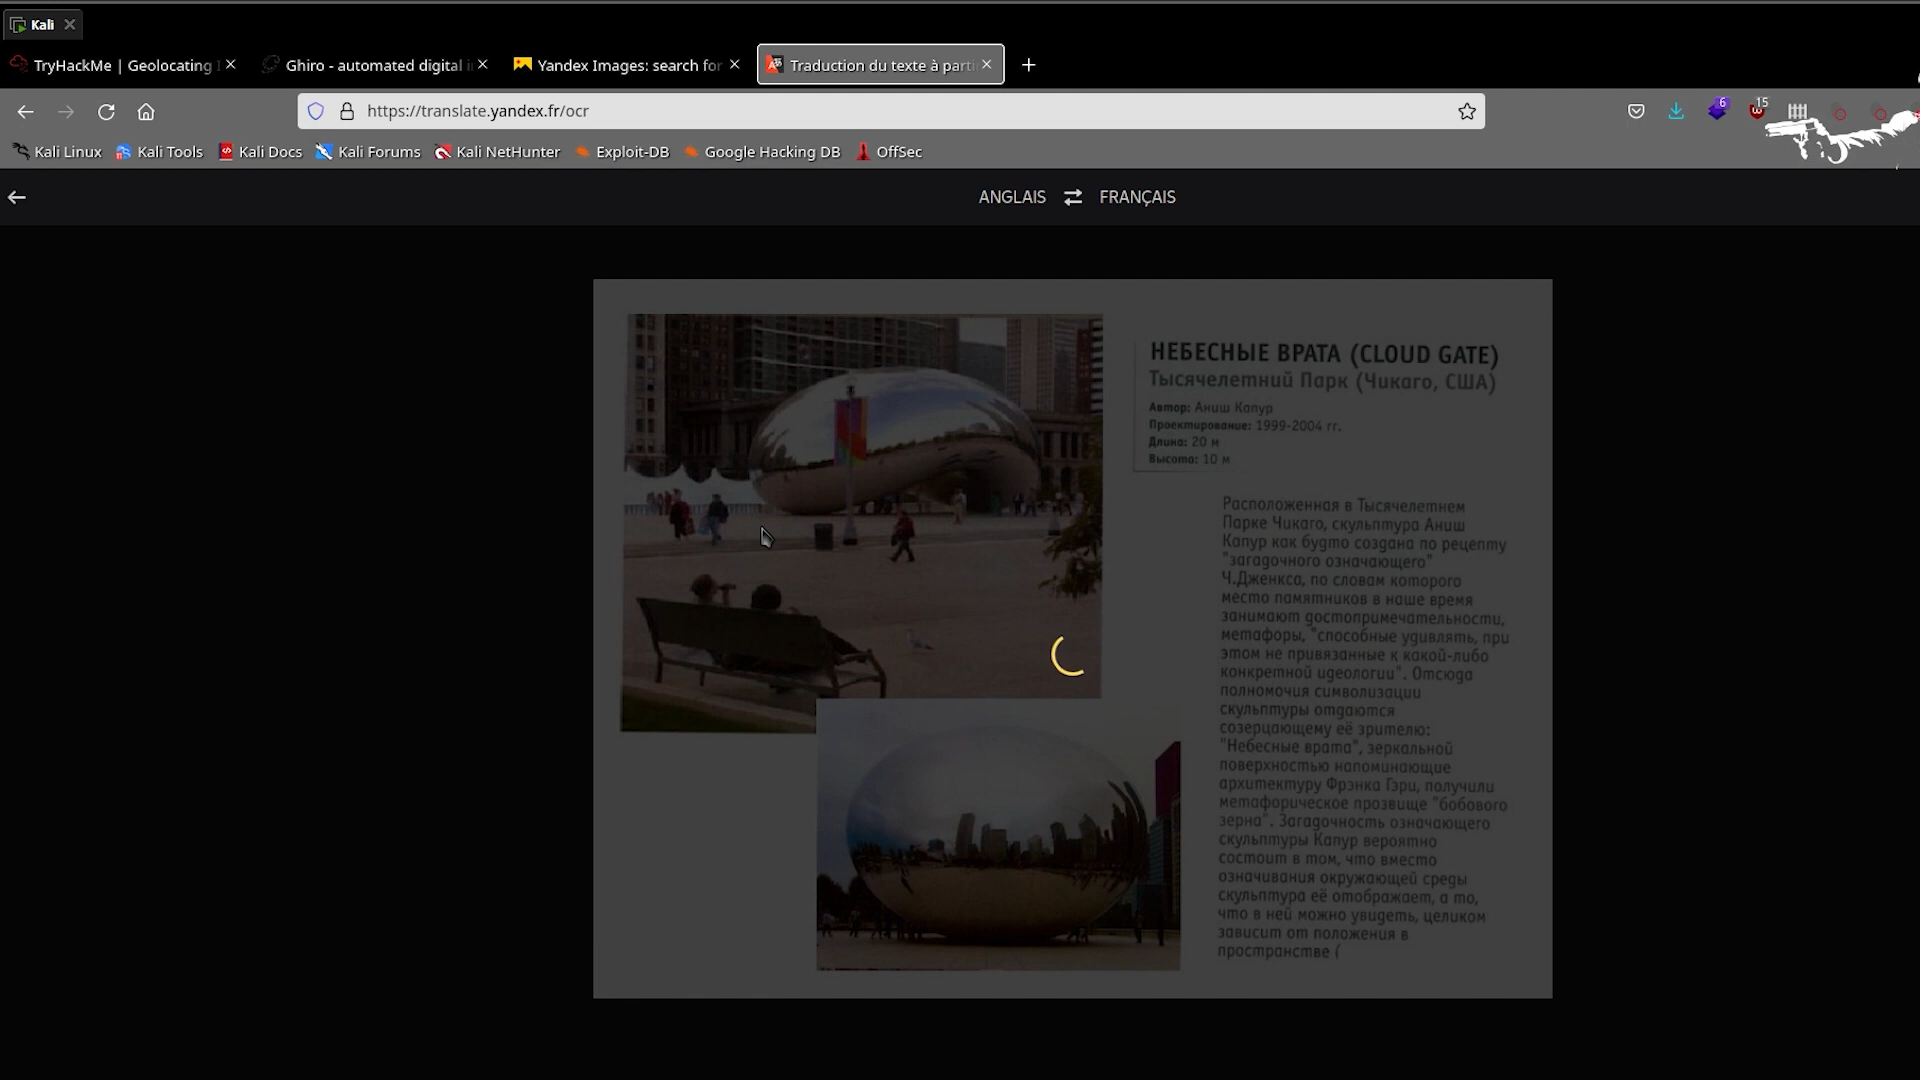 Kali
TryHackMe | Geolocating
Ghiro - automated digital i
Yandex Images: search for
Traduction du texte à parti
https://translate.yandex.fr/ocr
6
15
Kali Linux
Kali Tools
Kali Docs
Kali Forums
Kali NetHunter
Exploit-DB
Google Hacking DB
OffSec
ANGLAIS
FRANÇAIS
НЕБЕСНЫЕ ВРАТА (CLOUD GATE)
Тысячелетний Парк (Чикаго, США)
Автор: Аниш Капур
Проектирование: 1999-2004 гг.
Длина: 20 м
Высота: 10 м
Расположенная в Тысячелетнем
Парке Чикаго, скульптура Аниш
Капур как будто создана по рецепту
"загадочного означающего"
Ч.Дженкса, по словам которого
место памятников в наше время
занимают достопримечательности,
метафоры, "способные удивлять, при
этом не привязанные к какой-либо
конкретной идеологии". Отсюда
полномочия символизации
скульптуры отдаются
созерцающему её зрителю:
"Небесные врата", зеркальной
поверхностью напоминающие
архитектуру Фрэнка Гэри, получили
метафорическое прозвище "бобового
зерна". Загадочность означающего
скульптуры Капур вероятно
состоит в том, что вместо
означивания окружающей среды
скульптура её отображает, а то,
что в ней можно увидеть, целиком
зависит от положения в
пространстве (